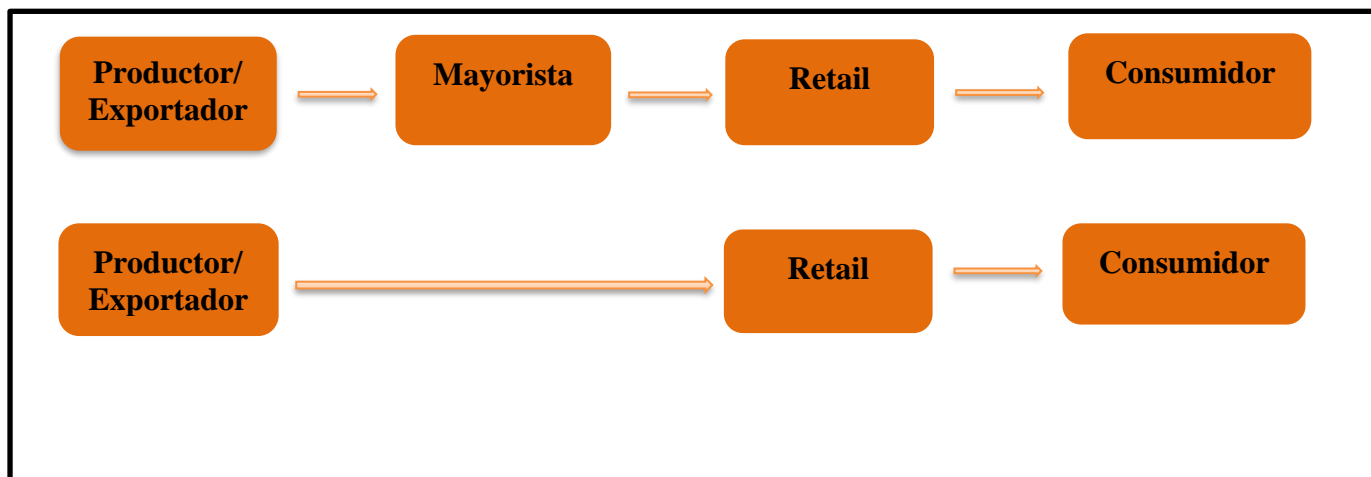 Productor/
Exportador
Mayorista
Retail
Consumidor
Productor/
Exportador
Retail
Consumidor